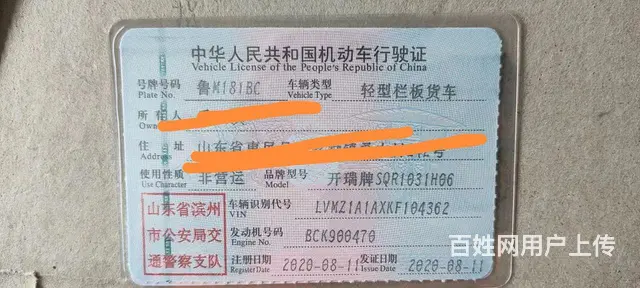 中华人民共和国机动车行驶证
Vehicle License of the People's Republic of China
号牌号码 鲁M181BC 车辆类型 轻型栏板货车
Plate No. Vehicle Type
所有人
Owner
住址 山东省惠民县
Address
使用性质 非营运 品牌型号 开瑞牌SQR1031H06
Use Character Model
山东省滨州 车辆识别代号 LVMZ1A1AXKF104362
VIN
市公安局交 发动机号码 BCK900470
Engine No.
通警察支队 注册日期 2020-08-11 发证日期 2020-08-11
Register Date Issue Date
百姓网用户上传